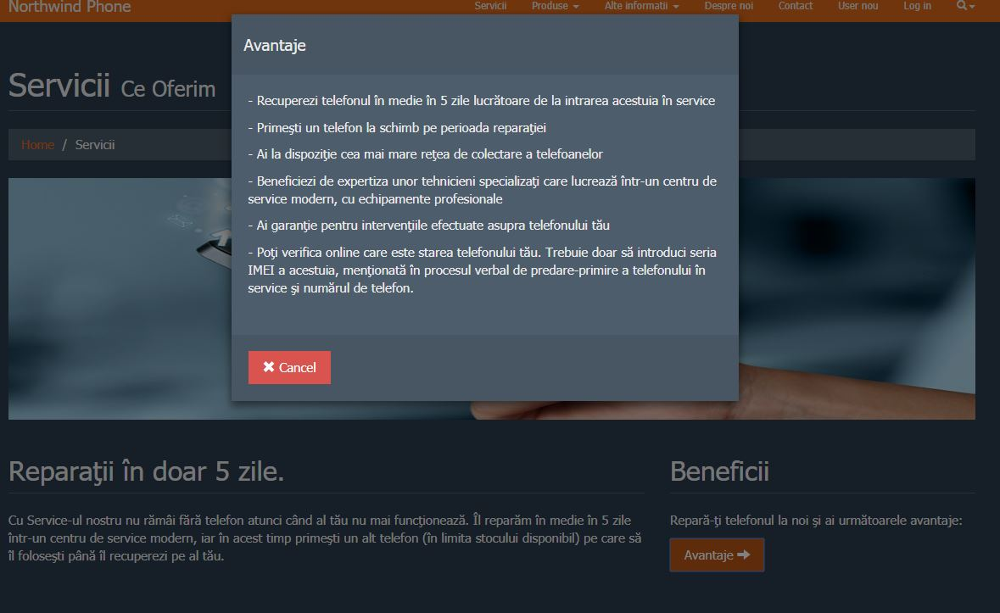 Northwind Phone
Servicii
Produse
Alte informatii
Despre noi
Contact
User nou
Log in
Avantaje
Servicii Ce Oferim
- Recuperezi telefonul în medie în 5 zile lucrătoare de la intrarea acestuia în service
- Primeşti un telefon la schimb pe perioada reparaţiei
Home / Servicii
- Ai la dispoziţie cea mai mare reţea de colectare a telefoanelor
- Beneficiezi de expertiza unor tehnicieni specializaţi care lucrează într-un centru de
service modern, cu echipamente profesionale
- Ai garanţie pentru intervenţiile efectuate asupra telefonului tău
- Poţi verifica online care este starea telefonului tău. Trebuie doar să introduci seria
IMEI a acestuia, menţionată în procesul verbal de predare-primire a telefonului în
service şi numărul de telefon.
Cancel
Reparaţii în doar 5 zile.
Cu Service-ul nostru nu rămâi fără telefon atunci când al tău nu mai funcţionează. Îl reparăm în medie în 5 zile
într-un centru de service modern, iar în acest timp primeşti un alt telefon (în limita stocului disponibil) pe care să
îl foloseşti până îl recuperezi pe al tău.
Beneficii
Repară-ţi telefonul la noi şi ai următoarele avantaje:
Avantaje